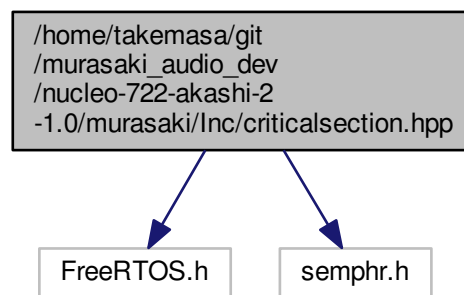 /home/takemasa/git
/murasaki_audio_dev
/nucleo-722-akashi-2
-1.0/murasaki/Inc/criticalsection.hpp
FreeRTOS.h
semphr.h